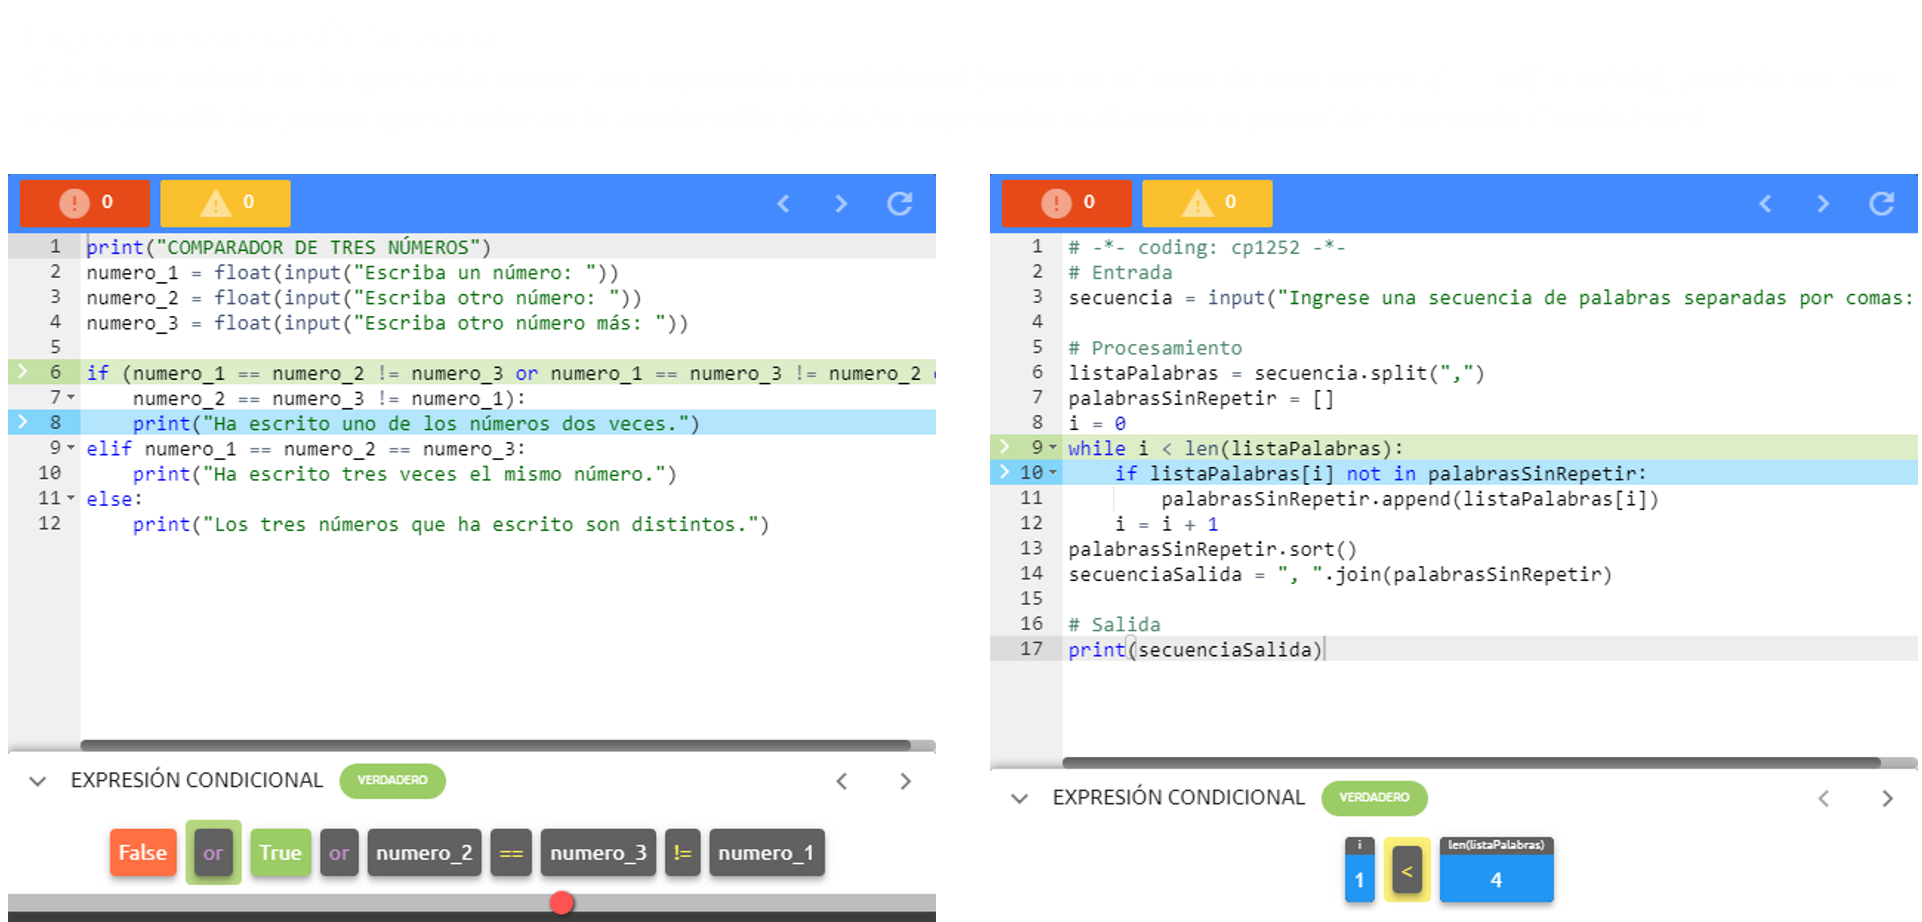 0 0
1 print("COMPARADOR DE TRES NÚMEROS")
2 numero_1 = float(input("Escriba un número: "))
3 numero_2 = float(input("Escriba otro número: "))
4 numero_3 = float(input("Escriba otro número más: "))
5
6 if (numero_1 == numero_2 != numero_3 or numero_1 == numero_3 != numero_2
7 numero_2 == numero_3 != numero_1):
8 print("Ha escrito uno de los números dos veces.")
9 elif numero_1 == numero_2 == numero_3:
10 print("Ha escrito tres veces el mismo número.")
11 else:
12 print("Los tres números que ha escrito son distintos.")
EXPRESIÓN CONDICIONAL VERDADERO
False or True or numero_2 == numero_3 != numero_1
0 0
1 # -*- coding: cp1252 -*-
2 # Entrada
3 secuencia = input("Ingrese una secuencia de palabras separadas por comas:
4
5 # Procesamiento
6 listaPalabras = secuencia.split(",")
7 palabrasSinRepetir = []
8 i = 0
9 while i < len(listaPalabras):
10 if listaPalabras[i] not in palabrasSinRepetir:
11 palabrasSinRepetir.append(listaPalabras[i])
12 i = i + 1
13 palabrasSinRepetir.sort()
14 secuenciaSalida = ", ".join(palabrasSinRepetir)
15
16 # Salida
17 print(secuenciaSalida)
EXPRESIÓN CONDICIONAL VERDADERO
i len(listaPalabras)
1 < 4